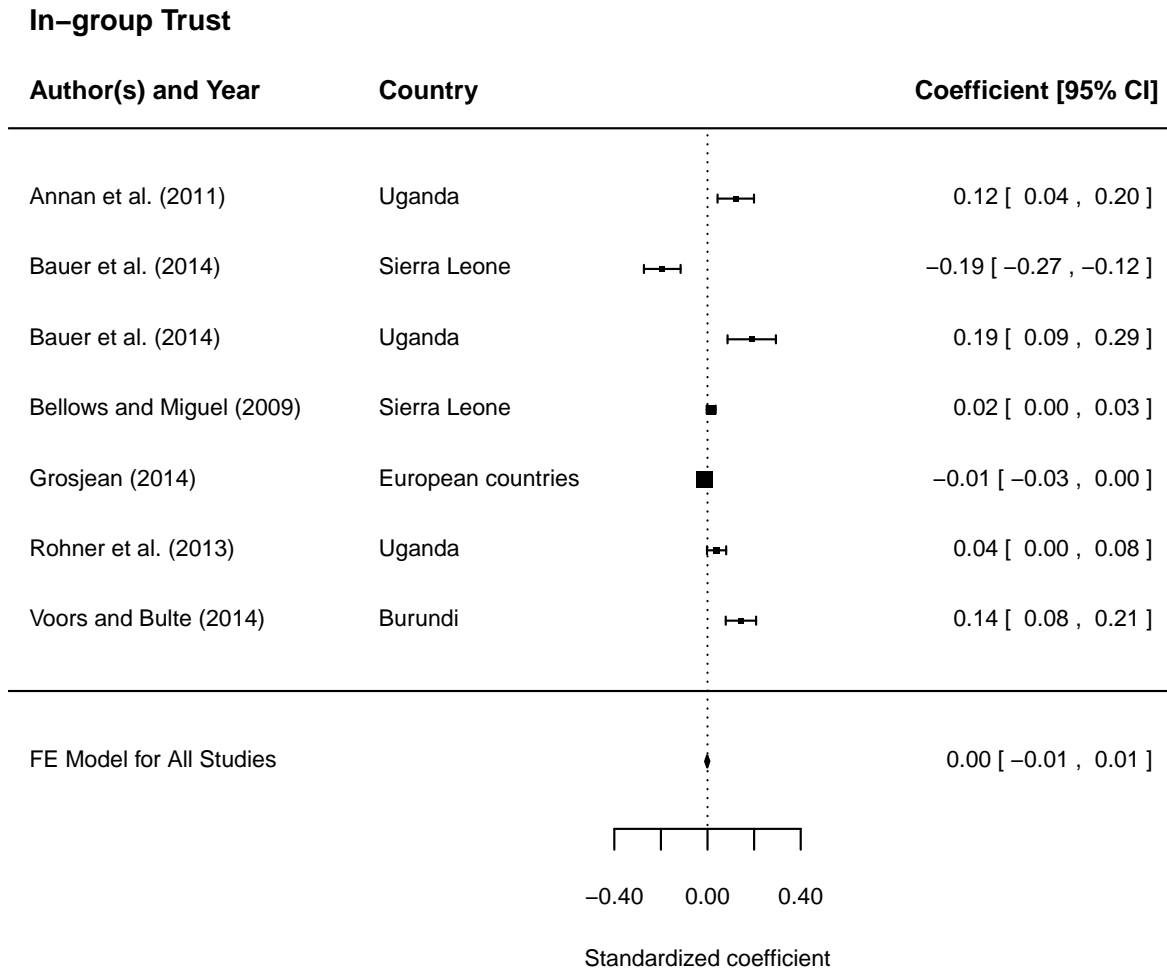 In−group Trust
Author(s) and Year Country Coefficient [95% CI]
Annan et al. (2011) Uganda 0.12 [ 0.04 , 0.20 ]
Bauer et al. (2014) Sierra Leone −0.19 [ −0.27 , −0.12 ]
Bauer et al. (2014) Uganda 0.19 [ 0.09 , 0.29 ]
Bellows and Miguel (2009) Sierra Leone 0.02 [ 0.00 , 0.03 ]
Grosjean (2014) European countries −0.01 [ −0.03 , 0.00 ]
Rohner et al. (2013) Uganda 0.04 [ 0.00 , 0.08 ]
Voors and Bulte (2014) Burundi 0.14 [ 0.08 , 0.21 ]
FE Model for All Studies 0.00 [ −0.01 , 0.01 ]
−0.40 0.00 0.40
Standardized coefficient